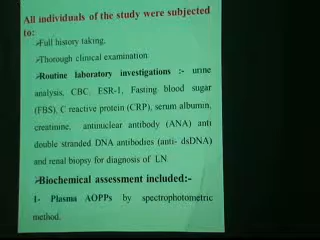 All individuals of the study were subjected
to:
➢Full history taking.
➢Thorough clinical examination
➢Routine laboratory investigations :- urine
analysis, CBC, ESR-1, Fasting blood sugar
(FBS), C reactive protein (CRP), serum albumin,
creatinine, antinuclear antibody (ANA) anti
double stranded DNA antibodies (anti- dsDNA)
and renal biopsy for diagnosis of LN
➢Biochemical assessment included:-
1- Plasma AOPPs by spectrophotometric
method.